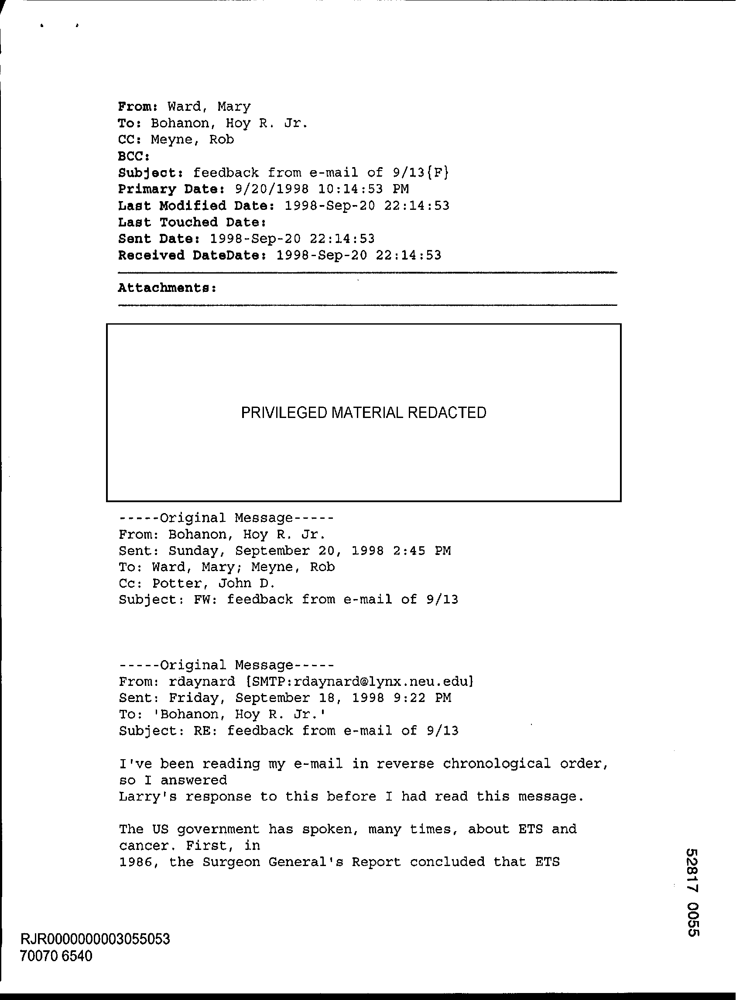 From: Ward, Mary
To: Bohanon, Hoy R. Jr.
CC: Meyne, Rob
BCC:
Subject: feedback from e-mail of 9/13{F}
Primary Date: 9/20/1998 10:14:53 PM
Last Modified Date: 1998-Sep-20 22:14:53
Last Touched Date:
Sent Date: 1998-Sep-20 22:14:53
Received DateDate: 1998-Sep-20 22:14:53
Attachments:
PRIVILEGED MATERIAL REDACTED
-----Original Message-----
From: Bohanon, Hoy R. Jr.
Sent: Sunday, September 20, 1998 2:45 PM
To: Ward, Mary; Meyne, Rob
Cc: Potter, John D.
Subject: FW: feedback from e-mail of 9/13
-----Original Message-----
From: rdaynard [SMTP:rdaynard@lynx.neu.edu]
Sent: Friday, September 18, 1998 9:22 PM
To: 'Bohanon, Hoy R. Jr.'
Subject: RE: feedback from e-mail of 9/13
I've been reading my e-mail in reverse chronological order,
so I answered
Larry's response to this before I had read this message.
The US government has spoken, many times, about ETS and
cancer. First, in
1986, the Surgeon General's Report concluded that ETS
52817 0055
RJR0000000003055053
70070 6540